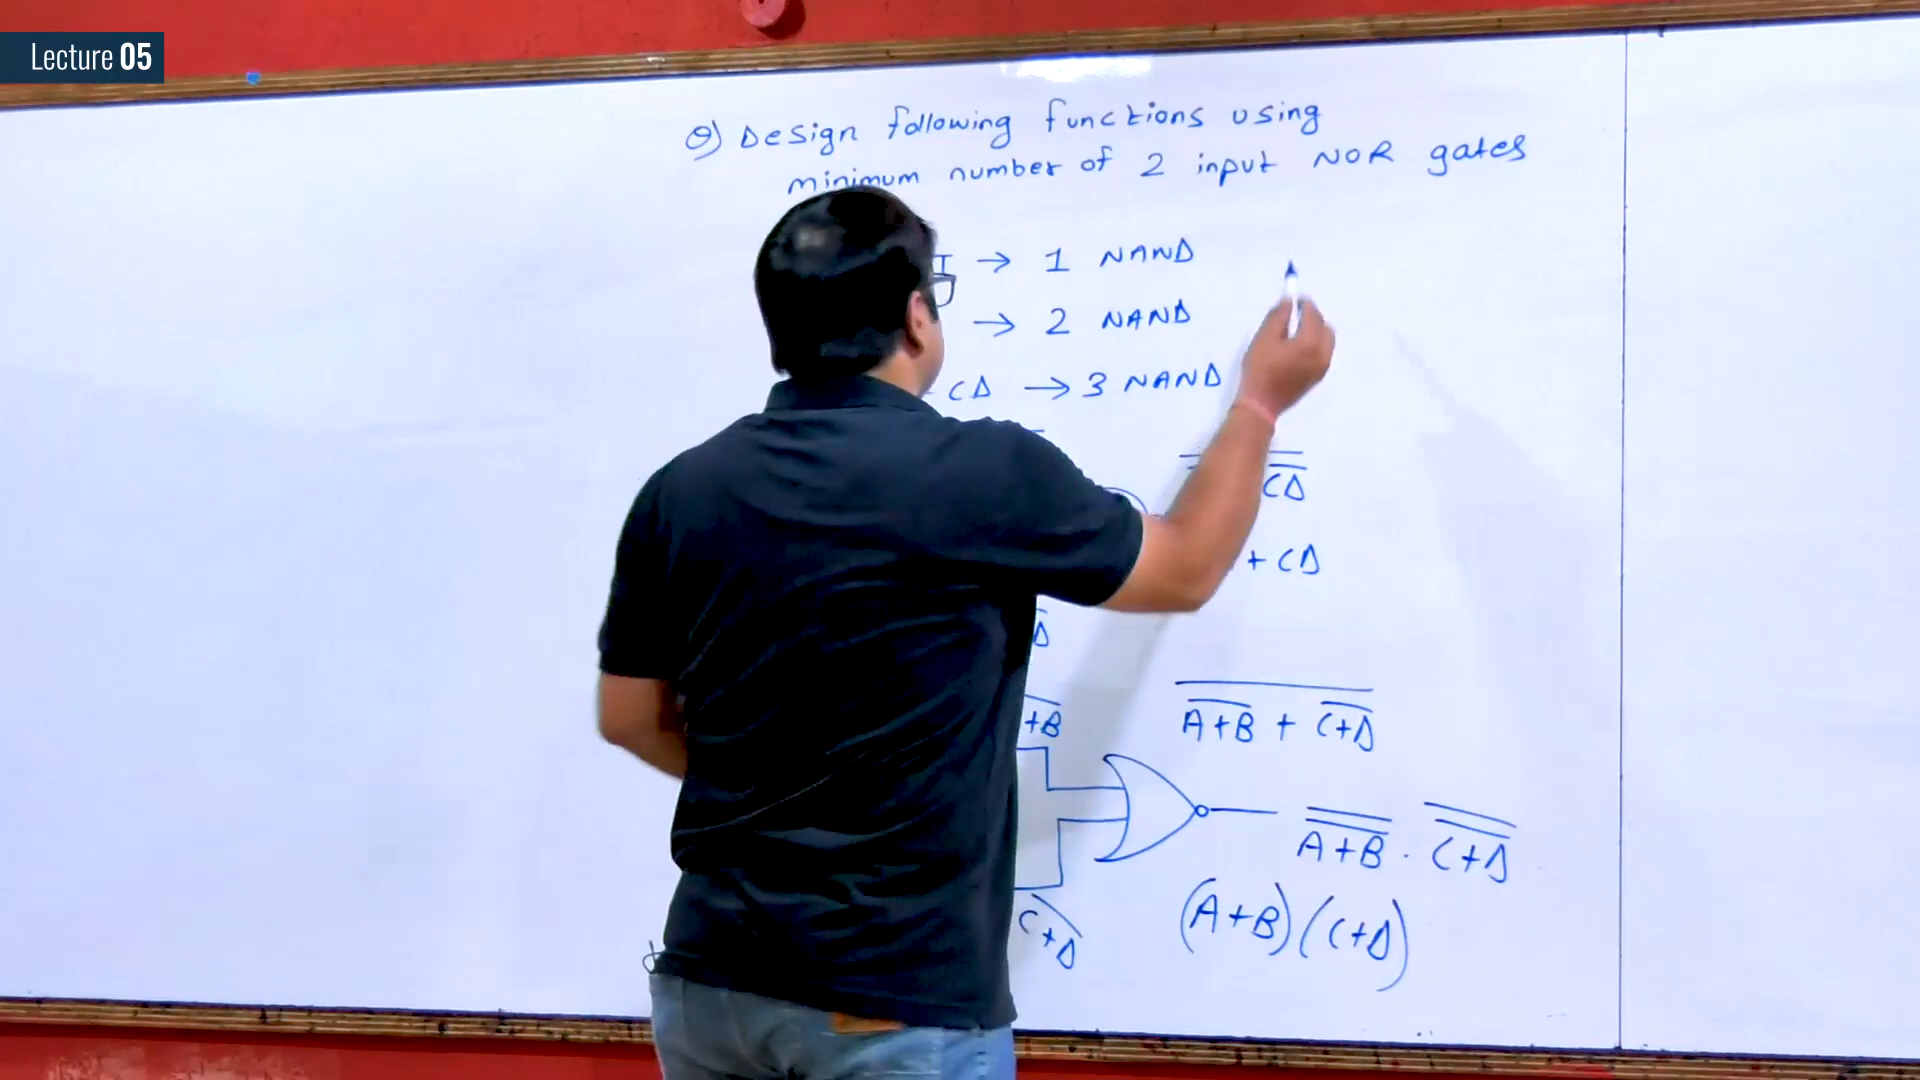 Lecture 05
Q) Design following functions using
minimum number of 2 input NOR gates
→ 1 NAND
→ 2 NAND
CD → 3 NAND
C̅D̅
+ CD
D̅
+B
A̅+̅B̅ + C̅+̅D̅
A̅+̅B̅ . C̅+̅D̅
C̅+̅D̅
(A+B)(C+D)